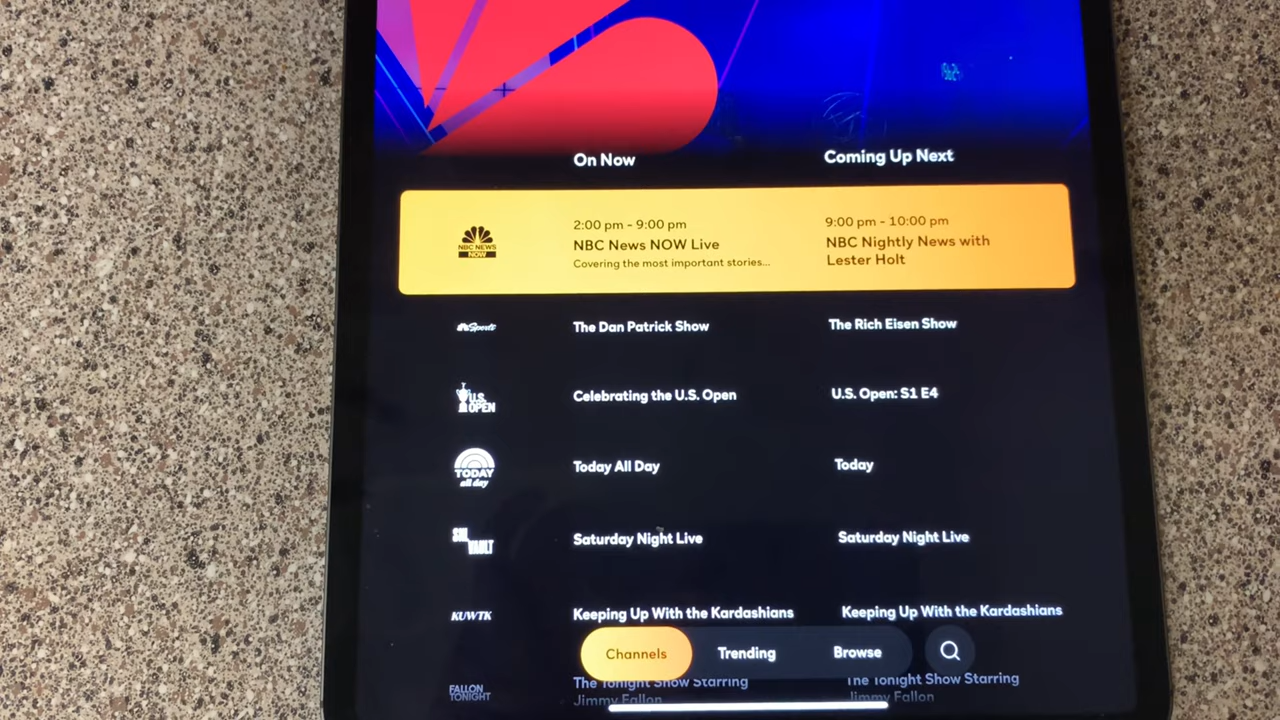 On Now
Coming Up Next
NBC NEWS
NOW
2:00 pm - 9:00 pm
NBC News NOW Live
Covering the most important stories...
9:00 pm - 10:00 pm
NBC Nightly News with
Lester Holt
Sports
The Dan Patrick Show
The Rich Eisen Show
U.S.
OPEN
Celebrating the U.S. Open
U.S. Open: S1 E4
TODAY
all day
Today All Day
Today
SNL
VAULT
Saturday Night Live
Saturday Night Live
KUWTK
Keeping Up With the Kardashians
Keeping Up With the Kardashians
Channels
Trending
Browse
FALLON
TONIGHT
The Tonight Show Starring
Jimmy Fallon
The Tonight Show Starring
Jimmy Fallon